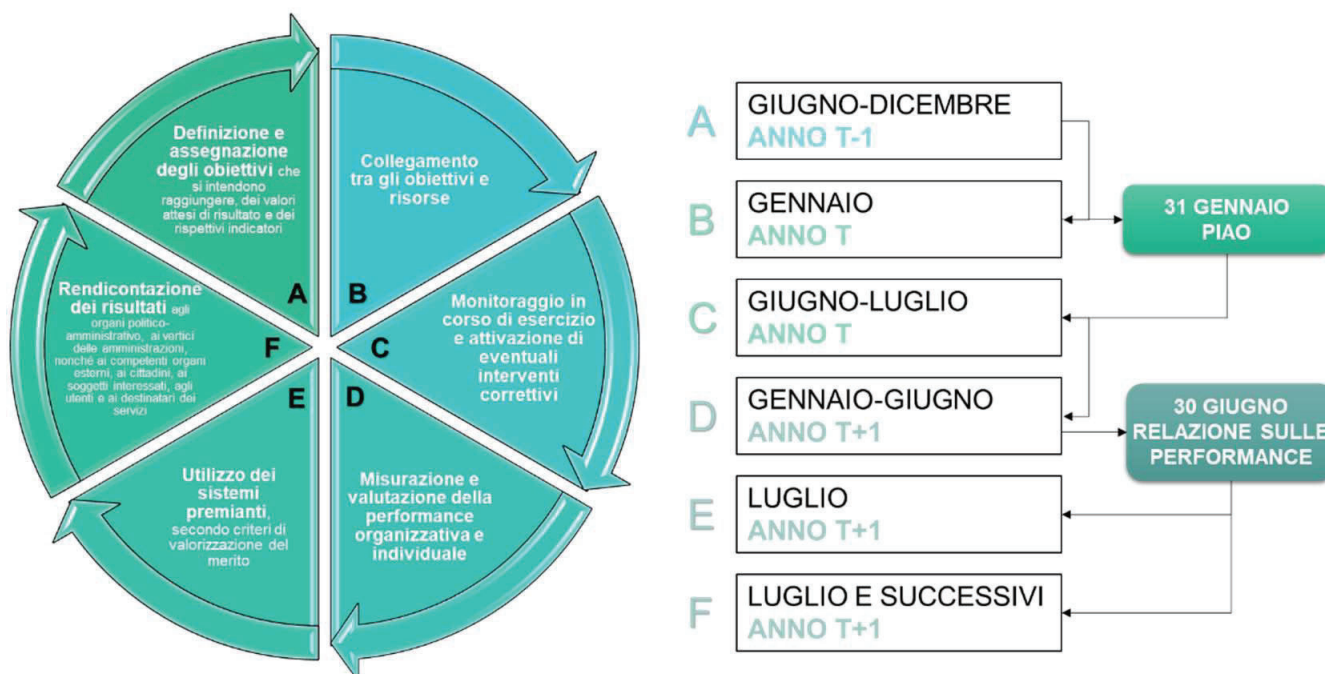 Definizione e
assegnazione
degli obiettivi che
si intendono
raggiungere, dei valori
attesi di risultato e dei
rispettivi indicatori
A
Collegamento
tra gli obiettivi e
risorse
B
Monitoraggio in
corso di esercizio
e attivazione di
eventuali
interventi
correttivi
C
Misurazione e
valutazione della
performance
organizzativa e
individuale
D
Utilizzo dei
sistemi
premianti,
secondo criteri di
valorizzazione del
merito
E
Rendicontazione
dei risultati agli
organi politico-
amministrativo, ai vertici
delle amministrazioni,
nonché ai competenti organi
esterni, ai cittadini, ai
soggetti interessati, agli
utenti e ai destinatari dei
servizi
F
A
GIUGNO-DICEMBRE
ANNO T-1
B
GENNAIO
ANNO T
31 GENNAIO
PIAO
C
GIUGNO-LUGLIO
ANNO T
D
GENNAIO-GIUGNO
ANNO T+1
30 GIUGNO
RELAZIONE SULLE
PERFORMANCE
E
LUGLIO
ANNO T+1
F
LUGLIO E SUCCESSIVI
ANNO T+1